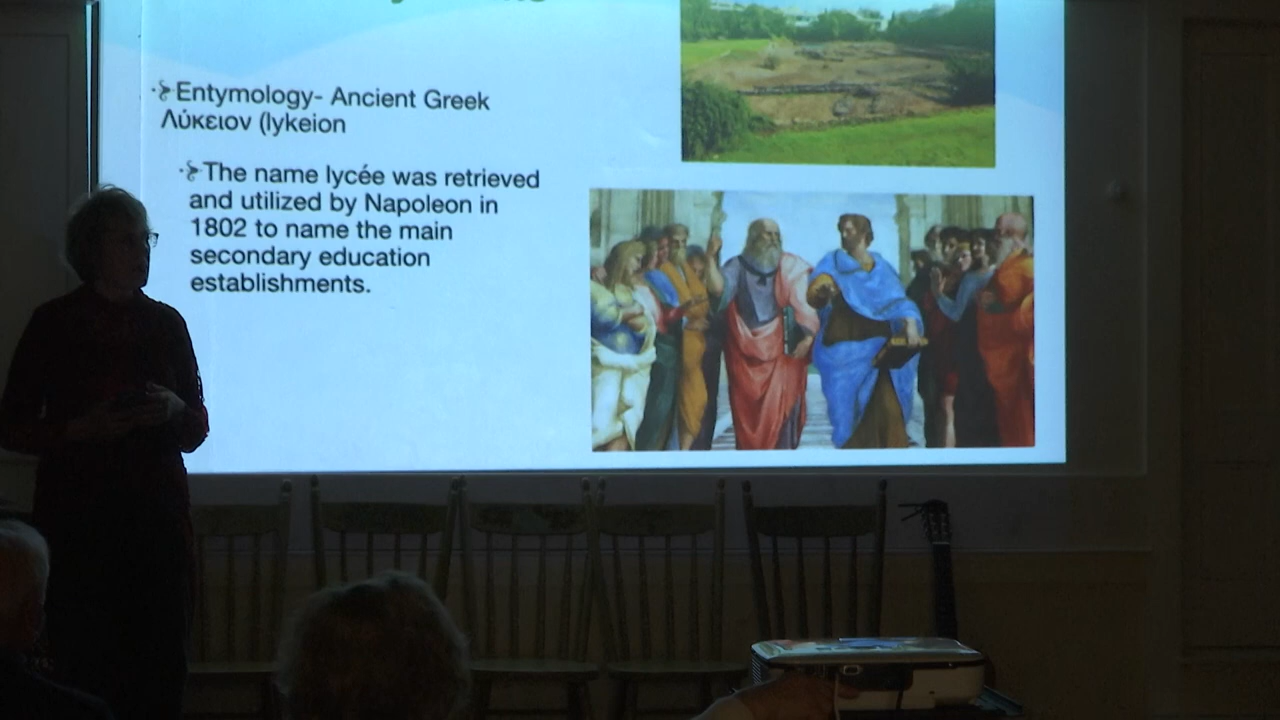 Entymology- Ancient Greek
Λύκειον (lykeion
The name lycée was retrieved
and utilized by Napoleon in
1802 to name the main
secondary education
establishments.